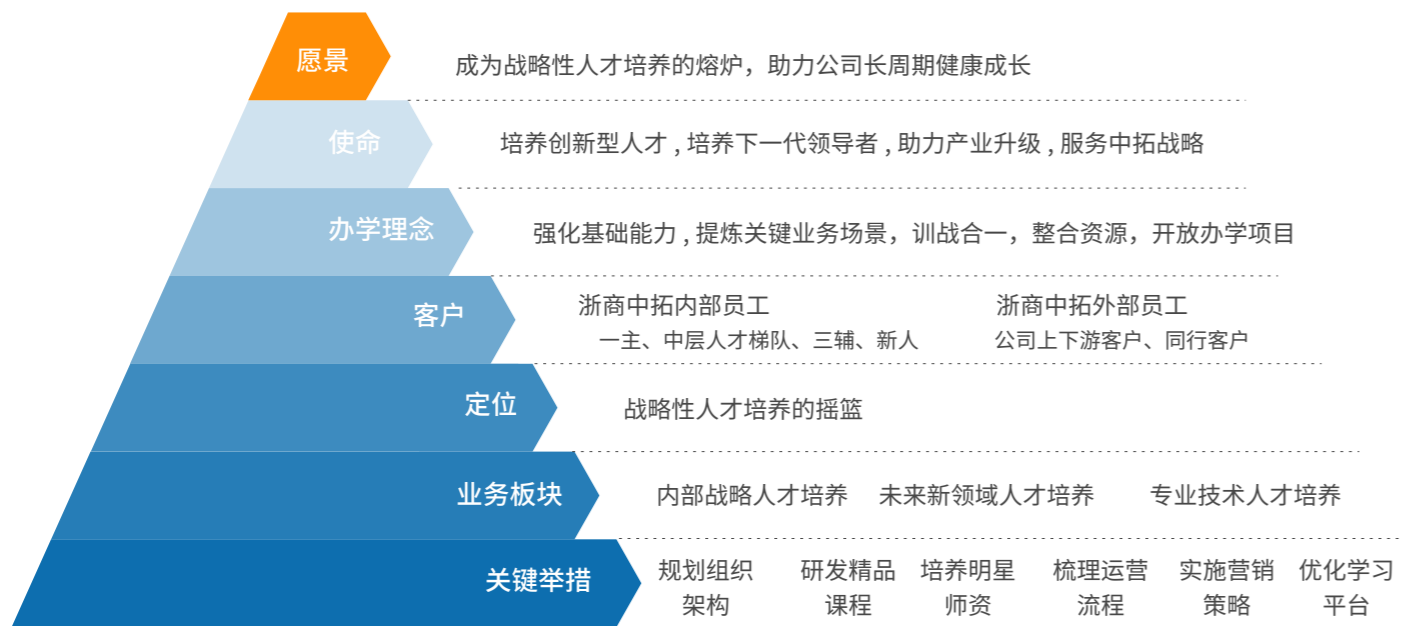 愿景
成为战略性人才培养的熔炉，助力公司长周期健康成长
使命
培养创新型人才 , 培养下一代领导者 , 助力产业升级 , 服务中拓战略
办学理念
强化基础能力 , 提炼关键业务场景，训战合一，整合资源，开放办学项目
客户
浙商中拓内部员工
一主、中层人才梯队、三辅、新人
浙商中拓外部员工
公司上下游客户、同行客户
定位
战略性人才培养的摇篮
业务板块
内部战略人才培养
未来新领域人才培养
专业技术人才培养
关键举措
规划组织
架构
研发精品
课程
培养明星
师资
梳理运营
流程
实施营销
策略
优化学习
平台